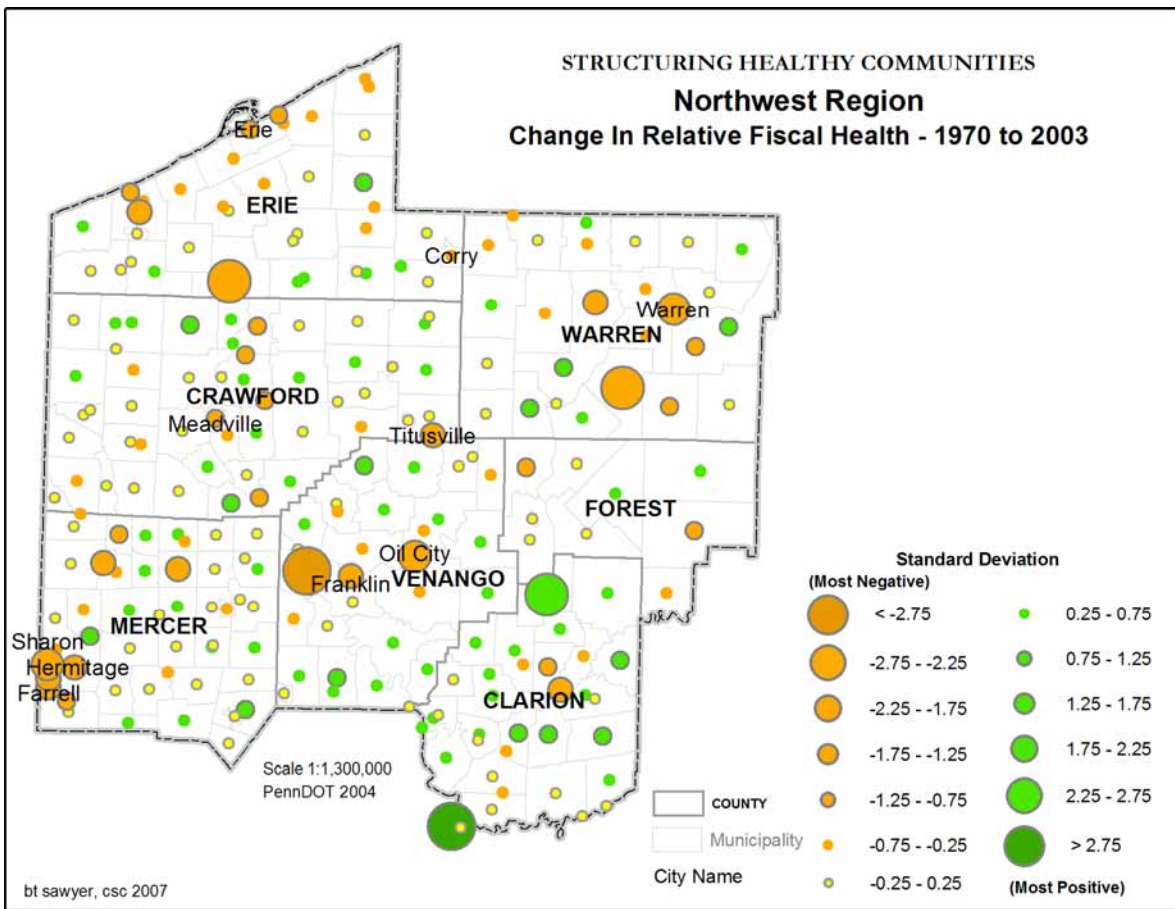 STRUCTURING HEALTHY COMMUNITIES
Northwest Region
Change In Relative Fiscal Health - 1970 to 2003
Erie
ERIE
Corry
Warren
WARREN
CRAWFORD
Meadville
Titusville
FOREST
Oil City
Franklin
VENANGO
MERCER
Sharon
Hermitage
Farrell
CLARION
Scale 1:1,300,000
PennDOT 2004
COUNTY
Municipality
City Name
Standard Deviation
(Most Negative)
< -2.75
-2.75 - -2.25
-2.25 - -1.75
-1.75 - -1.25
-1.25 - -0.75
-0.75 - -0.25
-0.25 - 0.25
0.25 - 0.75
0.75 - 1.25
1.25 - 1.75
1.75 - 2.25
2.25 - 2.75
> 2.75
(Most Positive)
bt sawyer, csc 2007